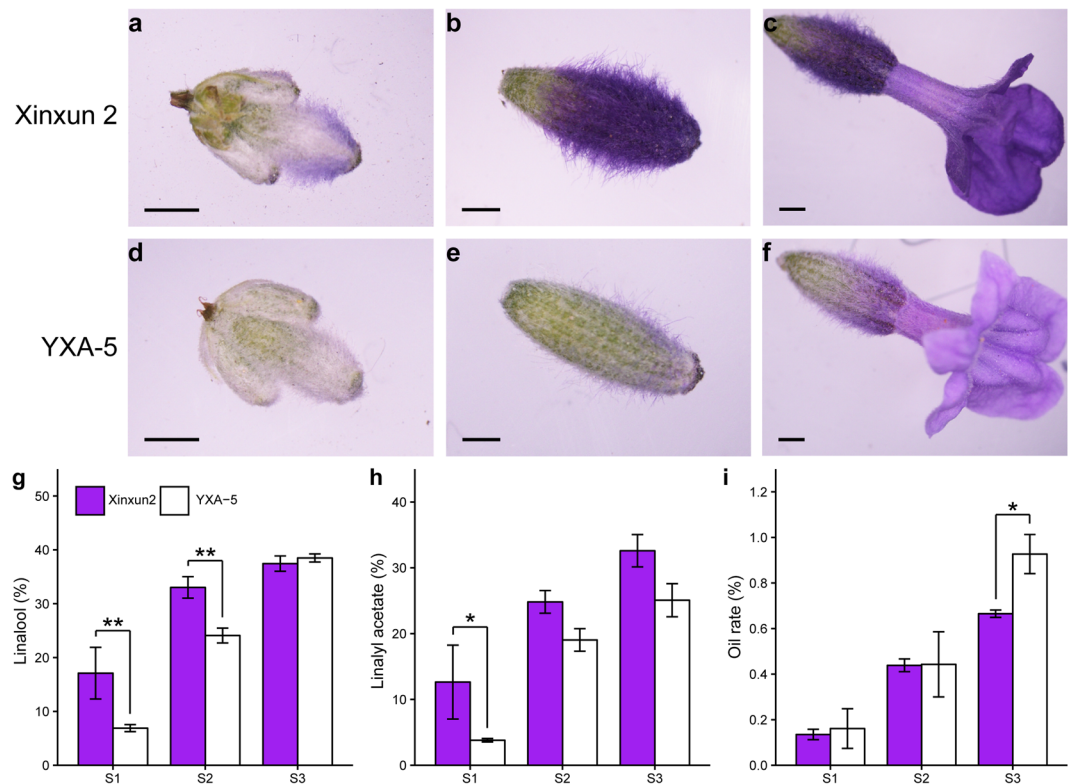 a
b
c
Xinxun 2
d
e
f
YXA-5
g
h
i
Xinxun2
YXA−5
Linalool (%)
50
40
30
20
10
0
**
**
S1
S2
S3
Linalyl acetate (%)
40
30
20
10
0
*
S1
S2
S3
Oil rate (%)
1.2
1.0
0.8
0.6
0.4
0.2
0.0
*
S1
S2
S3